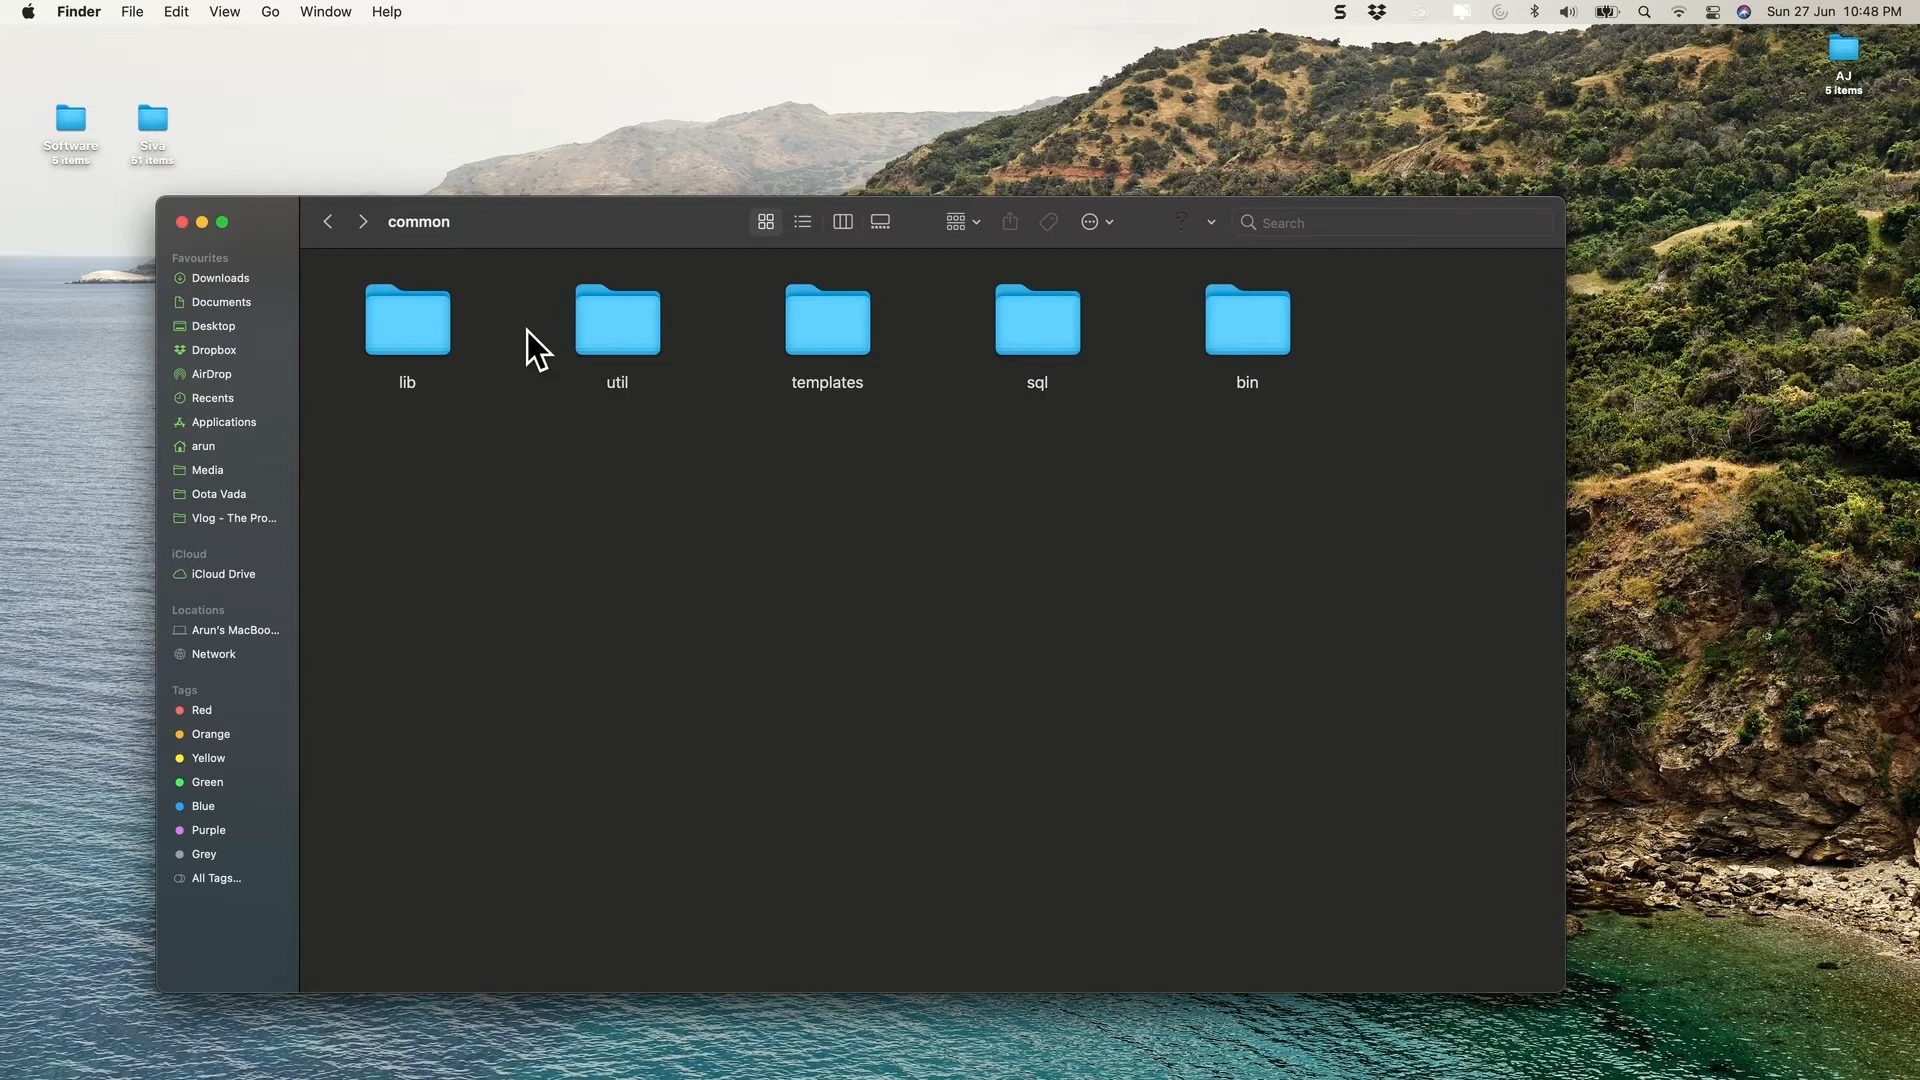 Finder File Edit View Go Window Help Sun 27 Jun 10:48 PM
AJ
5 items
Software
5 items
Siva
51 items
common
Search
Favourites
Downloads
Documents
Desktop
Dropbox
AirDrop
Recents
Applications
arun
Media
Oota Vada
Vlog - The Pro...
iCloud
iCloud Drive
Locations
Arun's MacBoo...
Network
Tags
Red
Orange
Yellow
Green
Blue
Purple
Grey
All Tags...
lib
util
templates
sql
bin